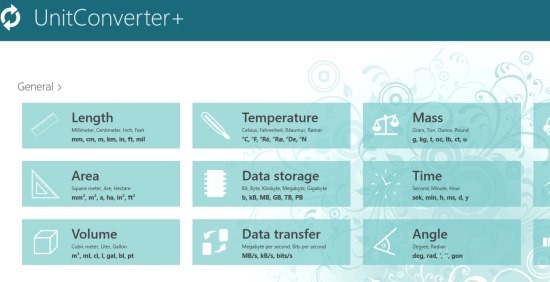 UnitConverter+
General >
Length
Millimeter, Centimeter, Inch, Feet
mm, cm, m, km, in, ft, mil
Temperature
Celsius, Fahrenheit, Réaumur, Rømer
°C, °F, °Ré, °Ra, °De, °N
Mass
Gram, Ton, Ounce, Pound
g, kg, t, oc, lb, ct, u
Area
Square meter, Are, Hectare
mm², m², a, ha, in², ft²
Data storage
Bit, Byte, Kilobyte, Megabyte, Gigabyte
b, kB, MB, GB, TB, PB
Time
Second, Minute, Hour
sek, min, h, ms, d, y
Volume
Cubic meter, Liter, Gallon
m³, ml, cl, l, gal, bl, pt
Data transfer
Megabyte per second, Bits per second
MB/s, kB/s, bits/s
Angle
Degree, Radian
deg, rad, ', '', gon